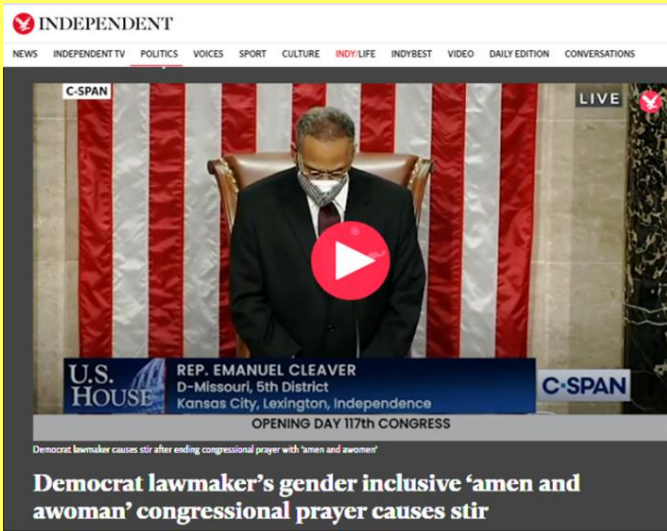 INDEPENDENT
NEWS INDEPENDENT TV POLITICS VOICES SPORT CULTURE INDY/LIFE INDYBEST VIDEO DAILY EDITION CONVERSATIONS
C-SPAN
LIVE
U.S. HOUSE
REP. EMANUEL CLEAVER
D-Missouri, 5th District
Kansas City, Lexington, Independence
C-SPAN
OPENING DAY 117th CONGRESS
Democrat lawmaker causes stir after ending congressional prayer with 'amen and awomen'
Democrat lawmaker's gender inclusive 'amen and
awoman' congressional prayer causes stir